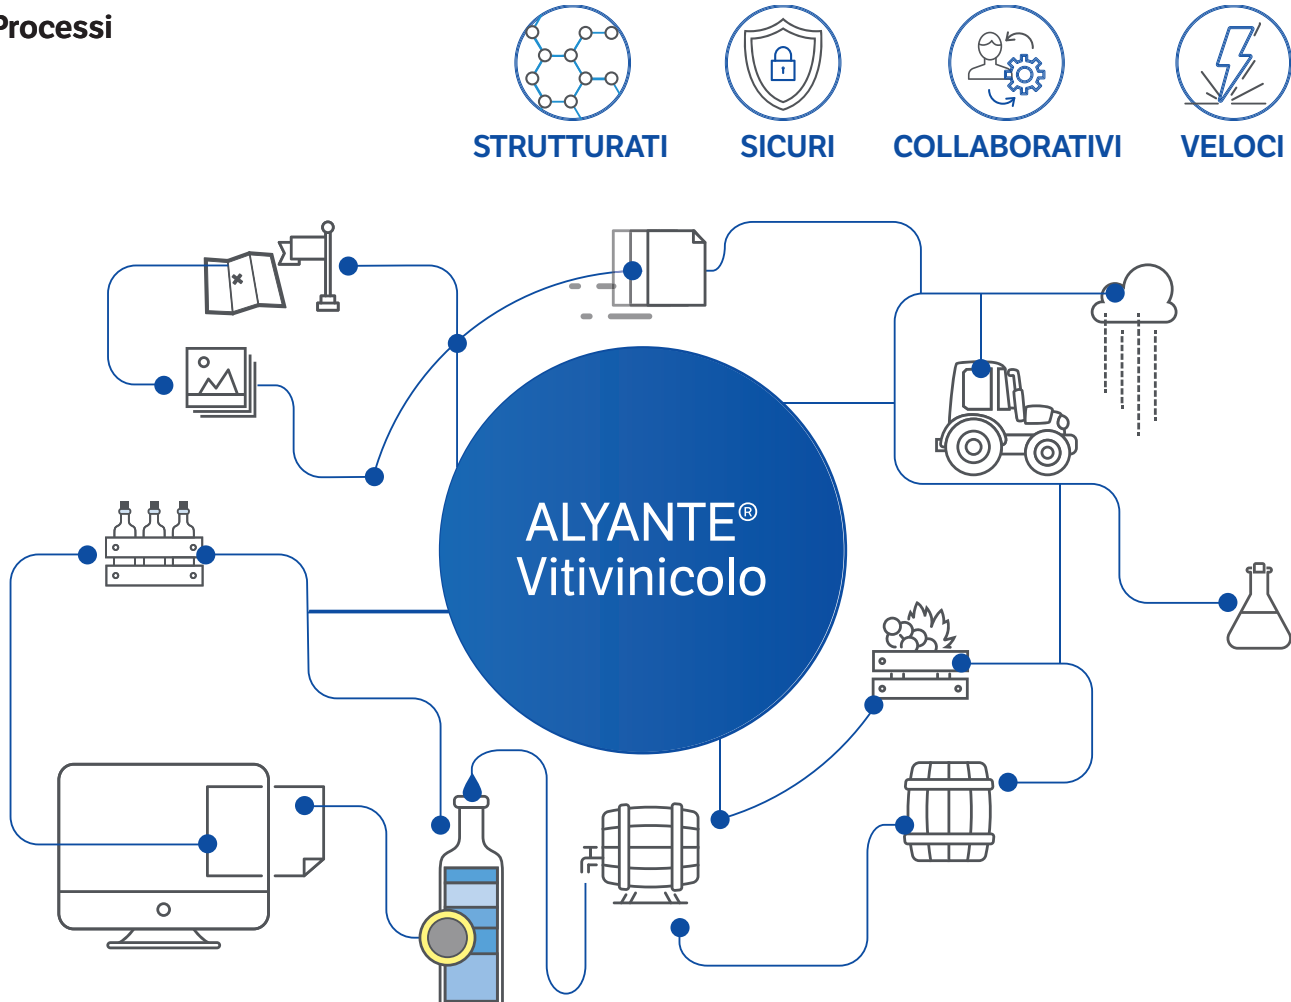 Processi
STRUTTURATI
SICURI
COLLABORATIVI
VELOCI
ALYANTE®
Vitivinicolo